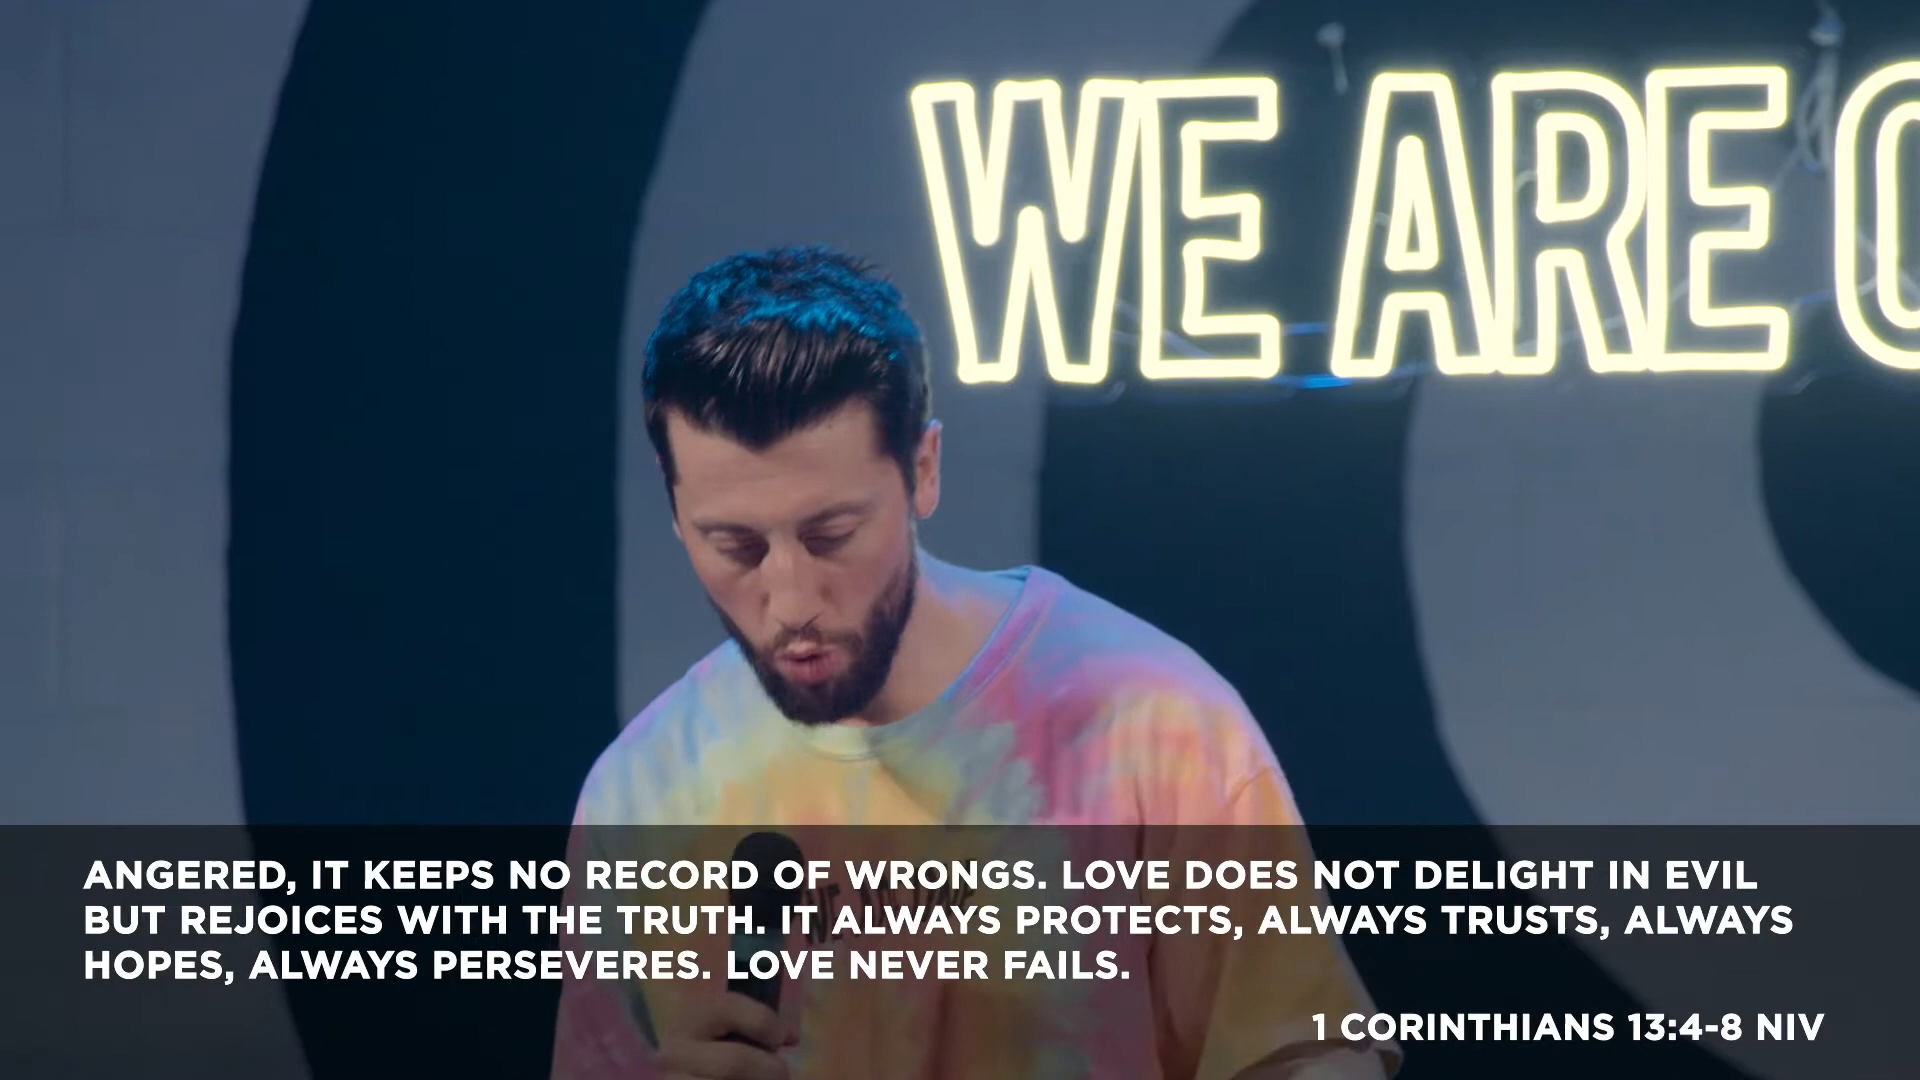 WE ARE
ANGERED, IT KEEPS NO RECORD OF WRONGS. LOVE DOES NOT DELIGHT IN EVIL
BUT REJOICES WITH THE TRUTH. IT ALWAYS PROTECTS, ALWAYS TRUSTS, ALWAYS
HOPES, ALWAYS PERSEVERES. LOVE NEVER FAILS.
1 CORINTHIANS 13:4-8 NIV